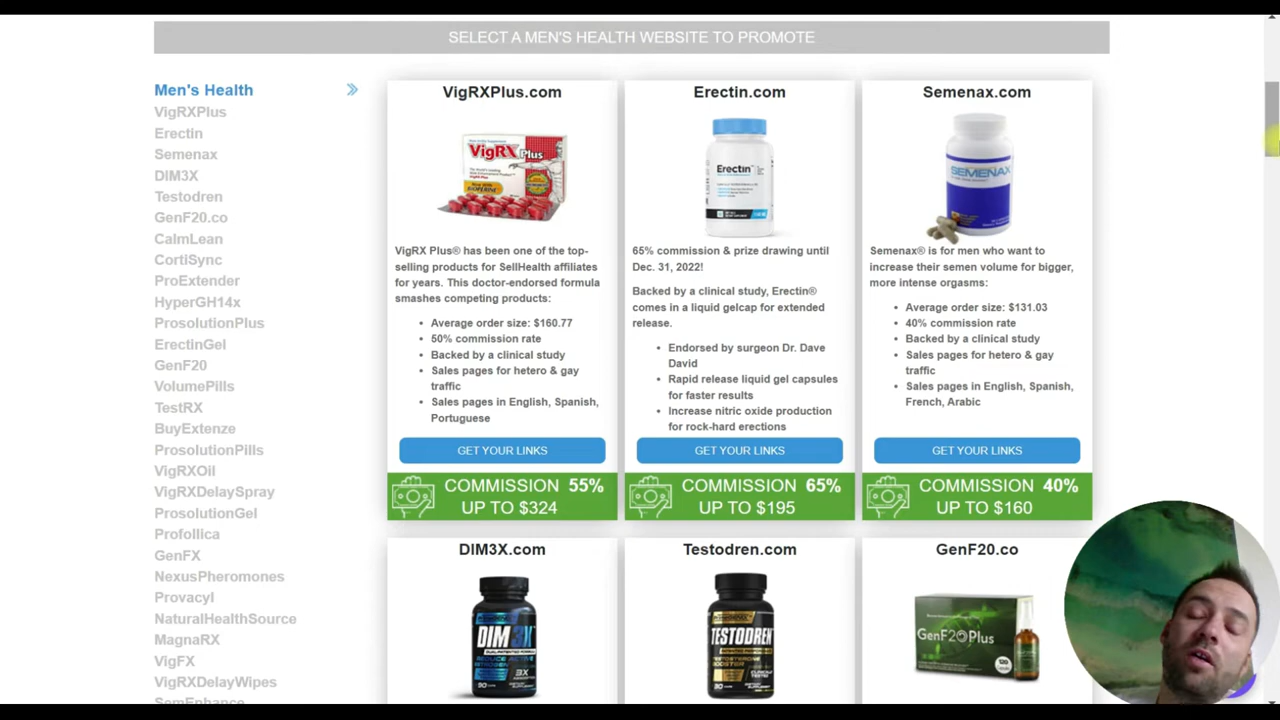 SELECT A MEN'S HEALTH WEBSITE TO PROMOTE
Men's Health
VigRXPlus
Erectin
Semenax
DIM3X
Testodren
GenF20.co
CalmLean
CortiSync
ProExtender
HyperGH14x
ProsolutionPlus
ErectinGel
GenF20
VolumePills
TestRX
BuyExtenze
ProsolutionPills
VigRXOil
VigRXDelaySpray
ProsolutionGel
Profollica
GenFX
NexusPheromones
Provacyl
NaturalHealthSource
MagnaRX
VigFX
VigRXDelayWipes
SemEnhance
VigRXPlus.com
VigRX Plus
VigRX Plus® has been one of the top-
selling products for SellHealth affiliates
for years. This doctor-endorsed formula
smashes competing products:
• Average order size: $160.77
• 50% commission rate
• Backed by a clinical study
• Sales pages for hetero & gay
traffic
• Sales pages in English, Spanish,
Portuguese
GET YOUR LINKS
COMMISSION 55%
UP TO $324
Erectin.com
Erectin
65% commission & prize drawing until
Dec. 31, 2022!
Backed by a clinical study, Erectin®
comes in a liquid gelcap for extended
release.
• Endorsed by surgeon Dr. Dave
David
• Rapid release liquid gel capsules
for faster results
• Increase nitric oxide production
for rock-hard erections
GET YOUR LINKS
COMMISSION 65%
UP TO $195
Semenax.com
SEMENAX
Semenax® is for men who want to
increase their semen volume for bigger,
more intense orgasms:
• Average order size: $131.03
• 40% commission rate
• Backed by a clinical study
• Sales pages for hetero & gay
traffic
• Sales pages in English, Spanish,
French, Arabic
GET YOUR LINKS
COMMISSION 40%
UP TO $160
DIM3X.com
DIM3X
Testodren.com
TESTODREN
GenF20.co
GenF20Plus